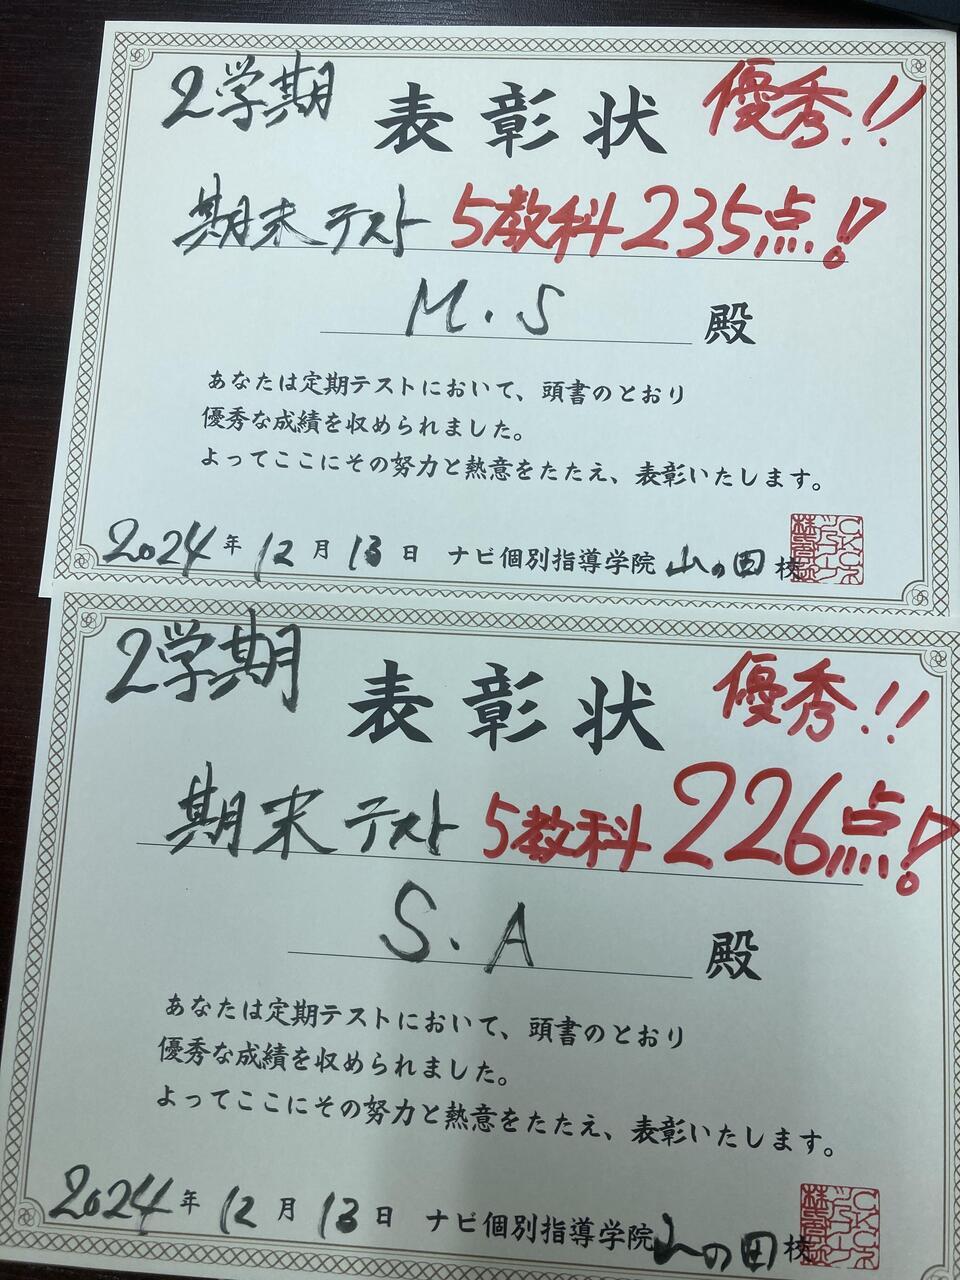 2学期 表彰状 優秀!!
期末テスト 5教科235点!!
M.S 殿
あなたは定期テストにおいて、頭書のとおり
優秀な成績を収められました。
よってここにその努力と熱意をたたえ、表彰いたします。
2024年12月13日 ナビ個別指導学院 山の田校
2学期 表彰状 優秀!!
期末テスト 5教科226点!!
S.A 殿
あなたは定期テストにおいて、頭書のとおり
優秀な成績を収められました。
よってここにその努力と熱意をたたえ、表彰いたします。
2024年12月13日 ナビ個別指導学院 山の田校